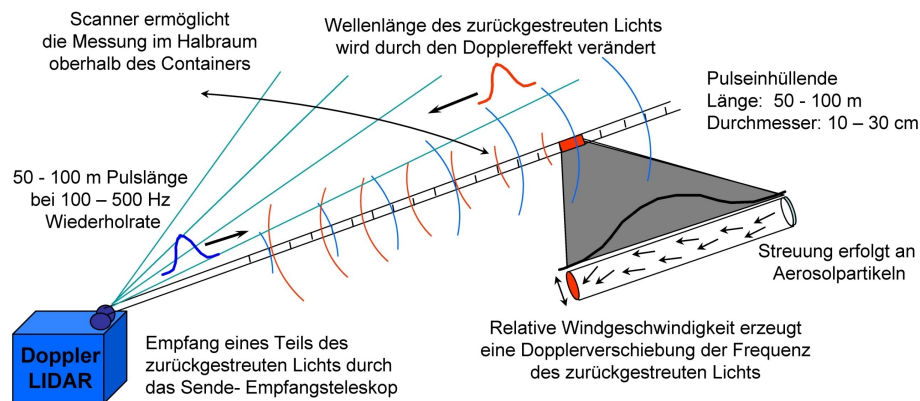 Scanner ermöglicht
die Messung im Halbraum
oberhalb des Containers
Wellenlänge des zurückgestreuten Lichts
wird durch den Dopplereffekt verändert
Pulseinhüllende
Länge: 50 - 100 m
Durchmesser: 10 – 30 cm
50 - 100 m Pulslänge
bei 100 – 500 Hz
Wiederholrate
Streuung erfolgt an
Aerosolpartikeln
Doppler
LIDAR
Empfang eines Teils des
zurückgestreuten Lichts durch
das Sende- Empfangsteleskop
Relative Windgeschwindigkeit erzeugt
eine Dopplerverschiebung der Frequenz
des zurückgestreuten Lichts